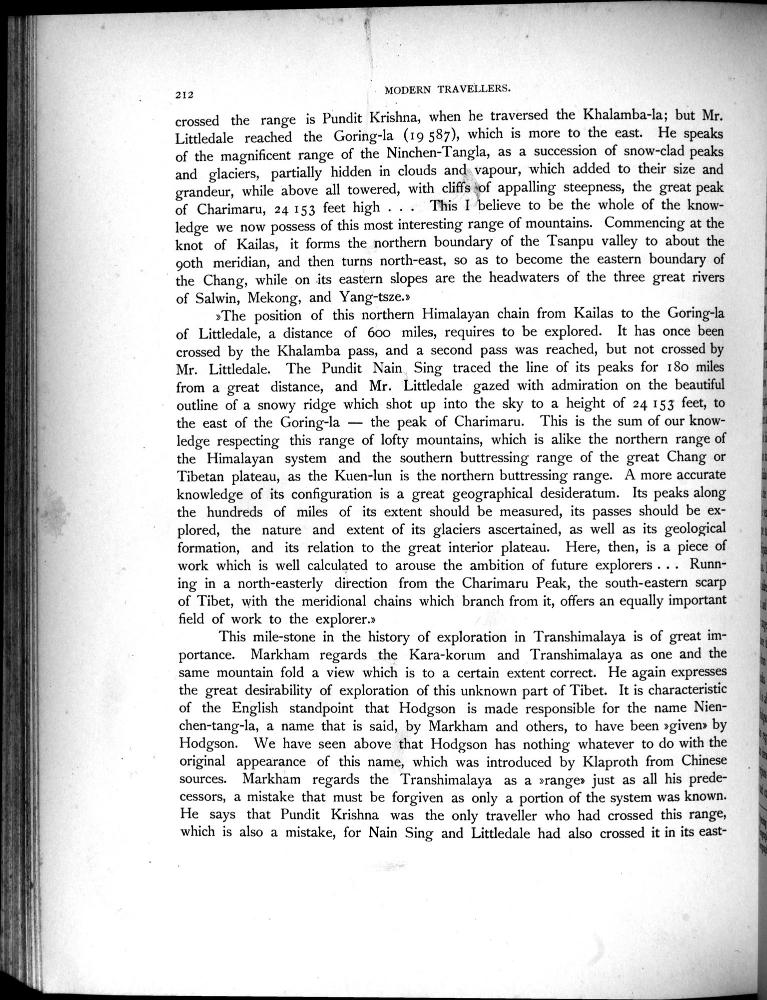 212
MODERN TRAVELLERS.
crossed the range is Pundit Krishna, when he traversed the Khalamba-la; but Mr.
Littledale reached the Goring-la (19 587), which is more to the east. He speaks
of the magnificent range of the Ninchen-Tangla, as a succession of snow-clad peaks
and glaciers, partially hidden in clouds and vapour, which added to their size and
grandeur, while above all towered, with cliffs of appalling steepness, the great peak
of Charimaru, 24 153 feet high . . . This I believe to be the whole of the know-
ledge we now possess of this most interesting range of mountains. Commencing at the
knot of Kailas, it forms the northern boundary of the Tsanpu valley to about the
90th meridian, and then turns north-east, so as to become the eastern boundary of
the Chang, while on its eastern slopes are the headwaters of the three great rivers
of Salwin, Mekong, and Yang-tsze.»
»The position of this northern Himalayan chain from Kailas to the Goring-la
of Littledale, a distance of 600 miles, requires to be explored. It has once been
crossed by the Khalamba pass, and a second pass was reached, but not crossed by
Mr. Littledale. The Pundit Nain Sing traced the line of its peaks for 180 miles
from a great distance, and Mr. Littledale gazed with admiration on the beautiful
outline of a snowy ridge which shot up into the sky to a height of 24 153 feet, to
the east of the Goring-la — the peak of Charimaru. This is the sum of our know-
ledge respecting this range of lofty mountains, which is alike the northern range of
the Himalayan system and the southern buttressing range of the great Chang or
Tibetan plateau, as the Kuen-lun is the northern buttressing range. A more accurate
knowledge of its configuration is a great geographical desideratum. Its peaks along
the hundreds of miles of its extent should be measured, its passes should be ex-
plored, the nature and extent of its glaciers ascertained, as well as its geological
formation, and its relation to the great interior plateau. Here, then, is a piece of
work which is well calculated to arouse the ambition of future explorers . . . Runn-
ing in a north-easterly direction from the Charimaru Peak, the south-eastern scarp
of Tibet, with the meridional chains which branch from it, offers an equally important
field of work to the explorer.»
This mile-stone in the history of exploration in Transhimalaya is of great im-
portance. Markham regards the Kara-korum and Transhimalaya as one and the
same mountain fold a view which is to a certain extent correct. He again expresses
the great desirability of exploration of this unknown part of Tibet. It is characteristic
of the English standpoint that Hodgson is made responsible for the name Nien-
chen-tang-la, a name that is said, by Markham and others, to have been »given» by
Hodgson. We have seen above that Hodgson has nothing whatever to do with the
original appearance of this name, which was introduced by Klaproth from Chinese
sources. Markham regards the Transhimalaya as a »range» just as all his prede-
cessors, a mistake that must be forgiven as only a portion of the system was known.
He says that Pundit Krishna was the only traveller who had crossed this range,
which is also a mistake, for Nain Sing and Littledale had also crossed it in its east-